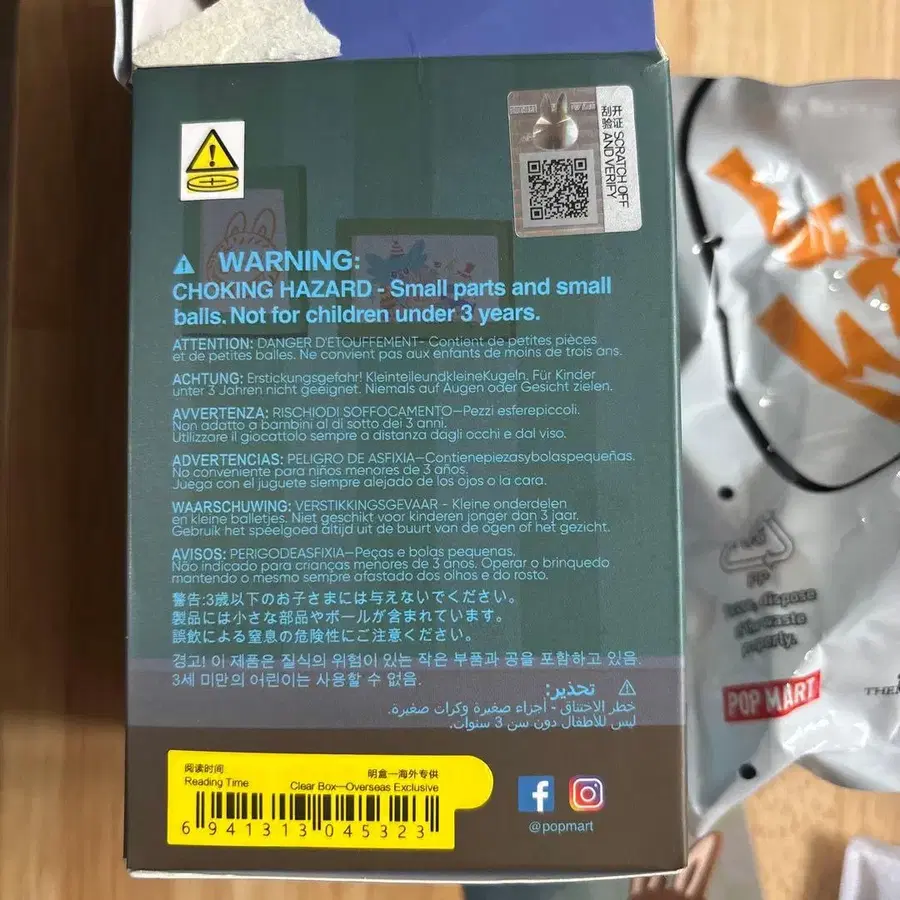 开
证
刮
验
SCRATCH OFF
AND VERIFY
WARNING:
CHOKING HAZARD - Small parts and small
balls. Not for children under 3 years.
ATTENTION: DANGER D'ETOUFFEMENT- Contient de petites pièces
et de petites balles. Ne convient pas aux enfants de moins de trois ans.
ACHTUNG: Erstickungsgefahr! KleinteileundkleineKugeln. Für Kinder
unter 3 Jahren nicht geeignet. Niemals auf Augen oder Gesicht zielen.
AVVERTENZA: RISCHIODI SOFFOCAMENTO—Pezzi esferepiccoli.
Non adatto a bambini al di sotto dei 3 anni.
Utilizzare il giocattolo sempre a distanza dagli occhi e dal viso.
ADVERTENCIAS: PELIGRO DE ASFIXIA—Contienepiezasybolaspequeñas.
No conveniente para niños menores de 3 años.
Juega con el juguete siempre alejado de los ojos o la cara.
WAARSCHUWING: VERSTIKKINGSGEVAAR - Kleine onderdelen
en kleine balletjes. Niet geschikt voor kinderen jonger dan 3 jaar.
Gebruik het speelgoed altijd uit de buurt van de ogen of het gezicht.
AVISOS: PERIGODEASFIXIA—Peças e bolas pequenas.
Não indicado para crianças menores de 3 anos. Operar o brinquedo
mantendo o mesmo sempre afastado dos olhos e do rosto.
警告:3歳以下のお子さまには与えないでください。
製品には小さな部品やボールが含まれています。
誤飲による窒息の危険性にご注意ください。
경고! 이 제품은 질식의 위험이 있는 작은 부품과 공을 포함하고 있음.
3세 미만의 어린이는 사용할 수 없음.
تحذير:
خطر الاختناق - أجزاء صغيرة وكرات صغيرة.
ليس للأطفال دون سن 3 سنوات.
阅读时间
明盒一海外专供
Reading Time
Clear Box—Overseas Exclusive
6 941313 045323
@popmart
PP
dispose
waste
properly.
POP MART
THE